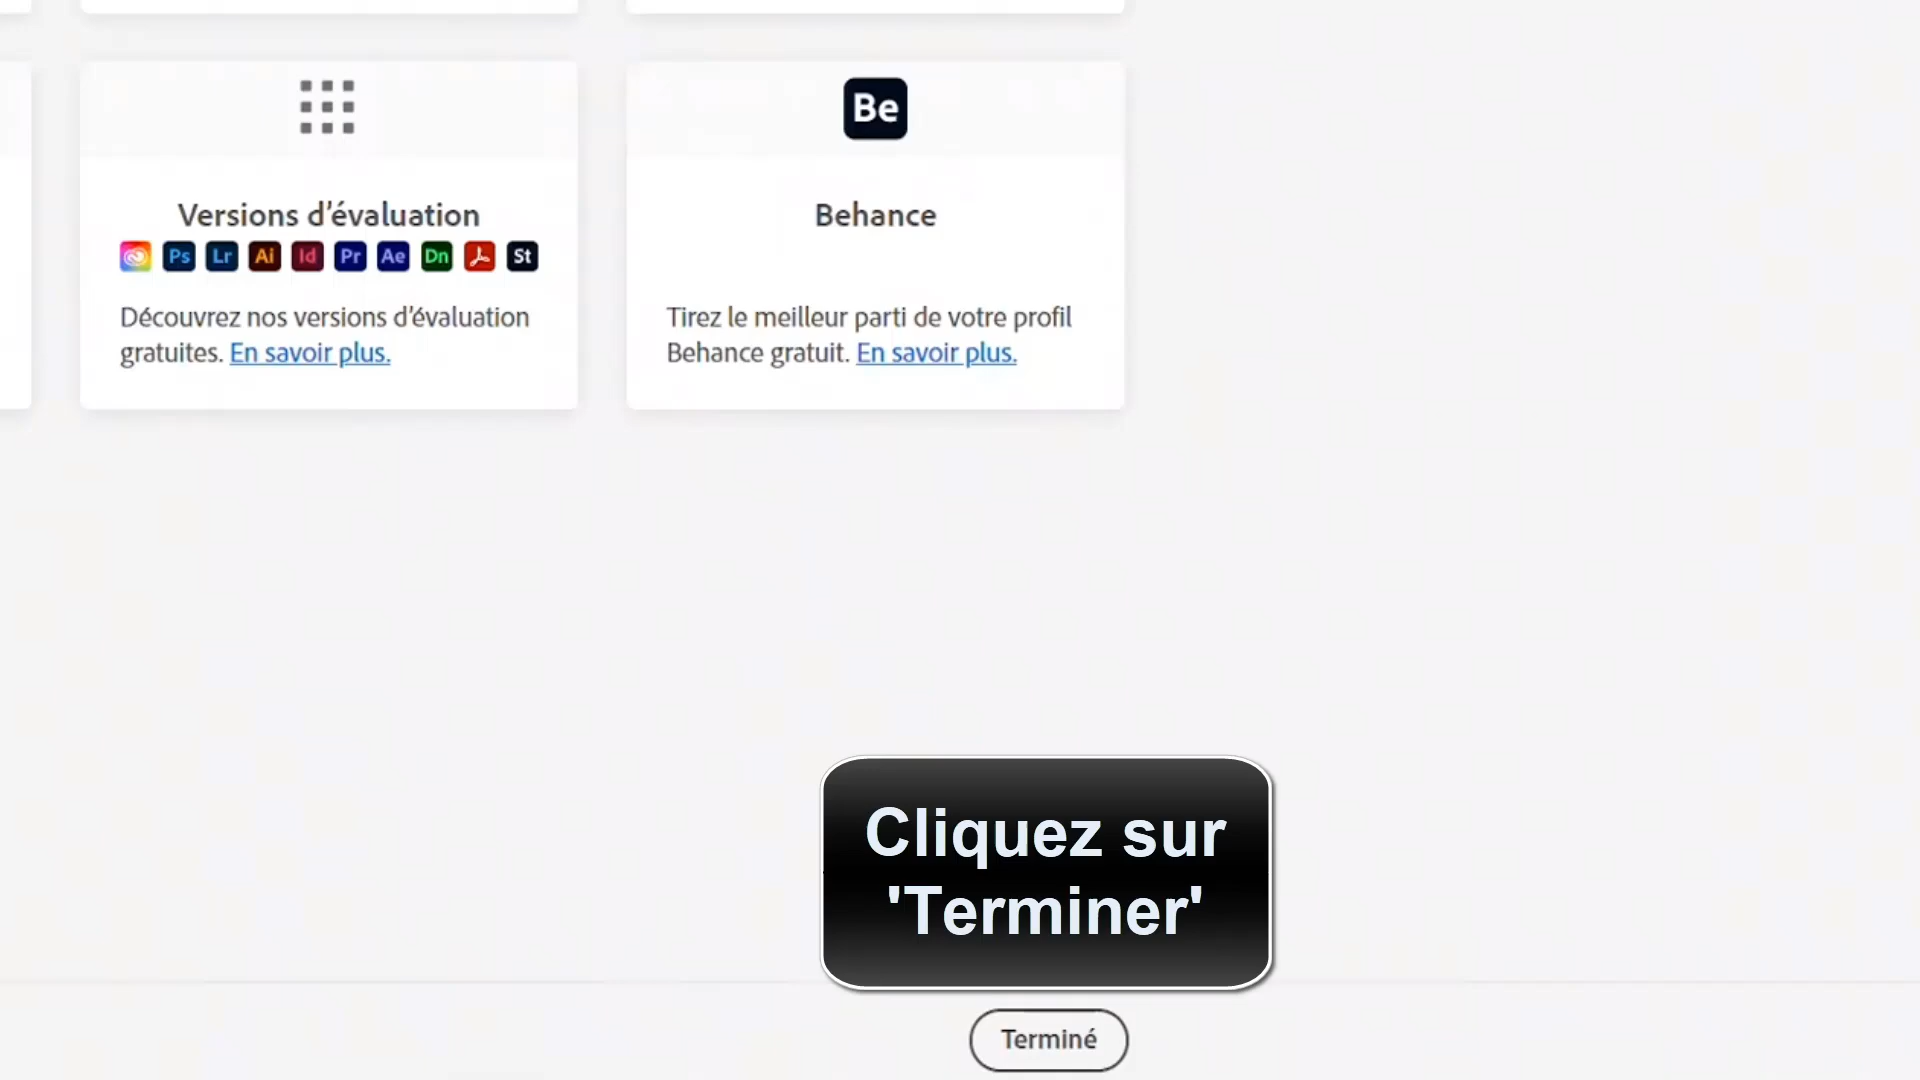 Be
Versions d’évaluation
Ps Lr Ai Id Pr Ae Dn St
Découvrez nos versions d’évaluation
gratuites. En savoir plus.
Behance
Tirez le meilleur parti de votre profil
Behance gratuit. En savoir plus.
Cliquez sur
'Terminer'
Terminé